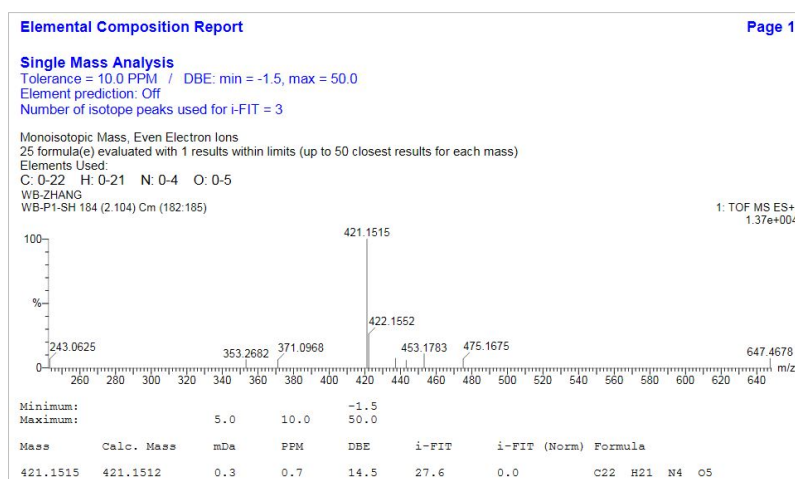 Elemental Composition Report Page 1
Single Mass Analysis
Tolerance = 10.0 PPM / DBE: min = -1.5, max = 50.0
Element prediction: Off
Number of isotope peaks used for i-FIT = 3
Monoisotopic Mass, Even Electron Ions
25 formula(e) evaluated with 1 results within limits (up to 50 closest results for each mass)
Elements Used:
C: 0-22 H: 0-21 N: 0-4 O: 0-5
WB-ZHANG
WB-P1-SH 184 (2.104) Cm (182:185) 1: TOF MS ES+
1.37e+004
421.1515
100
%
422.1552
243.0625 353.2682 371.0968 453.1783 475.1675 647.4678
0 m/z
260 280 300 320 340 360 380 400 420 440 460 480 500 520 540 560 580 600 620 640
Minimum: -1.5
Maximum: 5.0 10.0 50.0
Mass Calc. Mass mDa PPM DBE i-FIT i-FIT (Norm) Formula
421.1515 421.1512 0.3 0.7 14.5 27.6 0.0 C22 H21 N4 O5